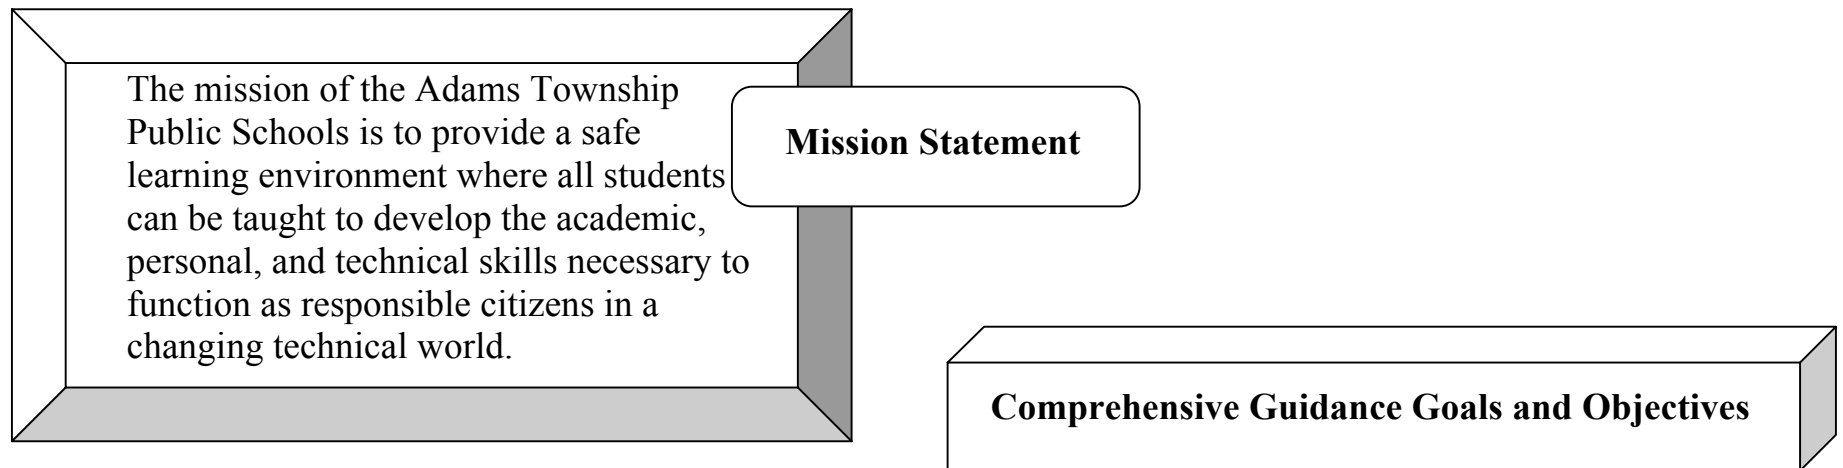 The mission of the Adams Township
Public Schools is to provide a safe
learning environment where all students
can be taught to develop the academic,
personal, and technical skills necessary to
function as responsible citizens in a
changing technical world.
Mission Statement
Comprehensive Guidance Goals and Objectives